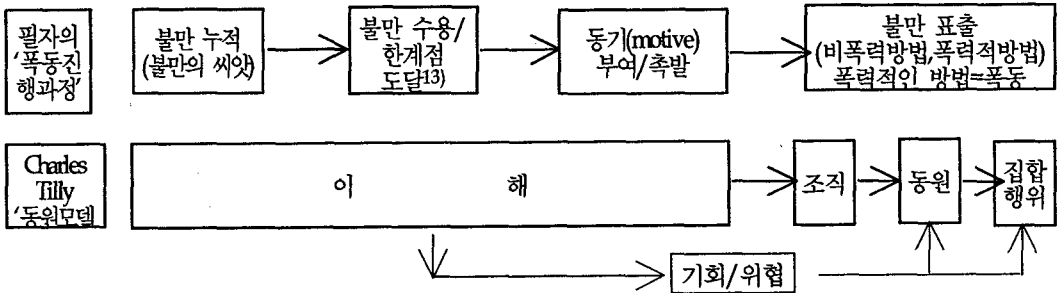 필자의
'폭동진
행과정'
불만 누적
(불만의 씨앗)
불만 수용/
한계점
도달13)
동기(motive)
부여/촉발
불만 표출
(비폭력방법,폭력적방법)
폭력적인 방법=폭동
Charles
Tilly
'동원모델
이 해
조직
동원
집합
행위
기회/위협